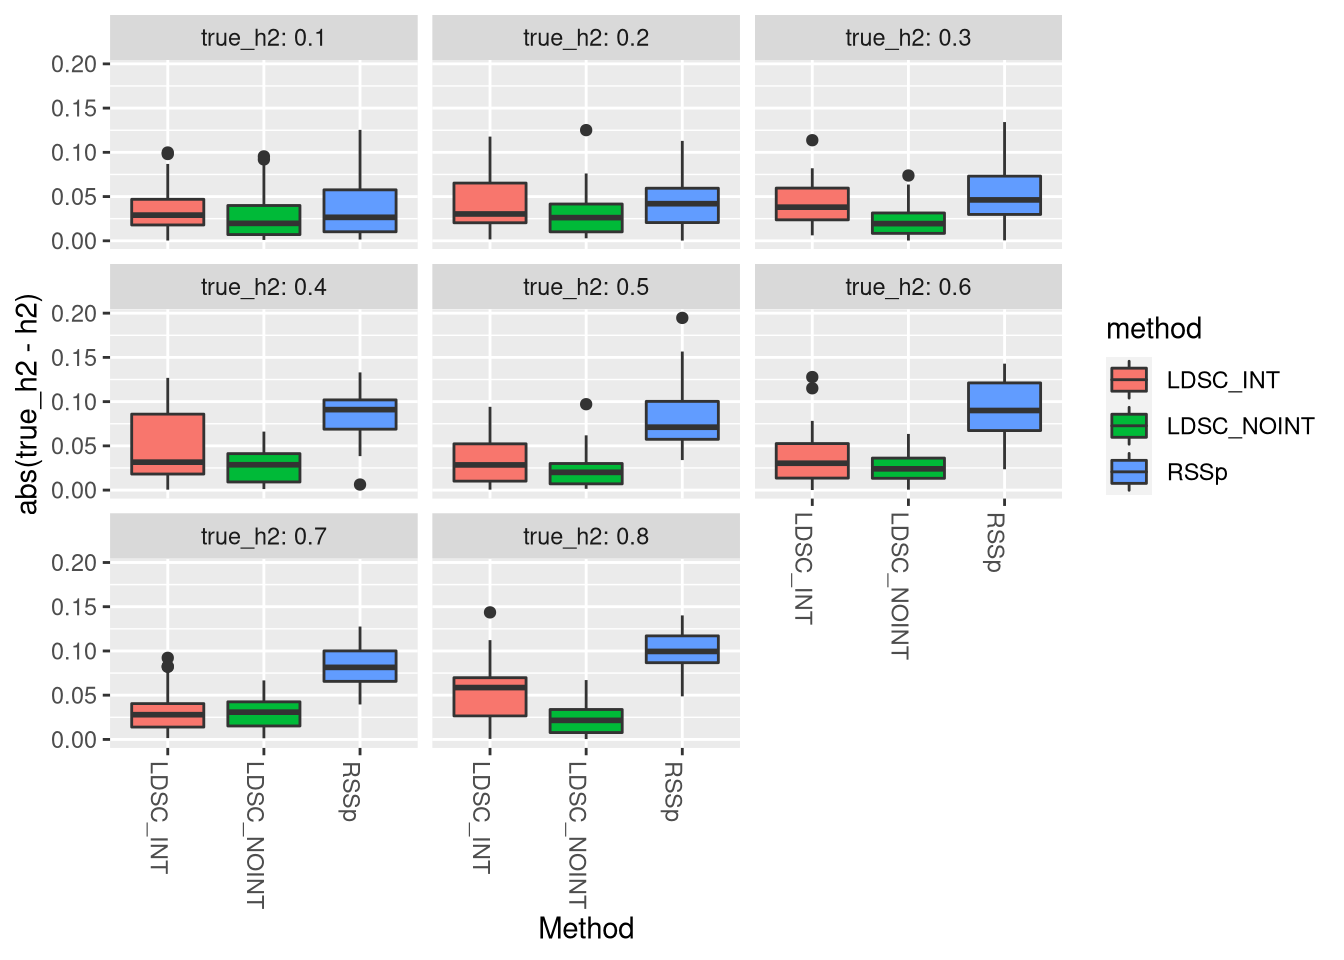 true_h2: 0.1
true_h2: 0.2
true_h2: 0.3
0.20
0.15
0.10
0.05
0.00
true_h2: 0.4
true_h2: 0.5
true_h2: 0.6
0.20
0.15
0.10
0.05
0.00
LDSC_INT
LDSC_NOINT
RSSp
true_h2: 0.7
true_h2: 0.8
0.20
0.15
0.10
0.05
0.00
LDSC_INT
LDSC_NOINT
RSSp
LDSC_INT
LDSC_NOINT
RSSp
Method
abs(true_h2 - h2)
method
LDSC_INT
LDSC_NOINT
RSSp